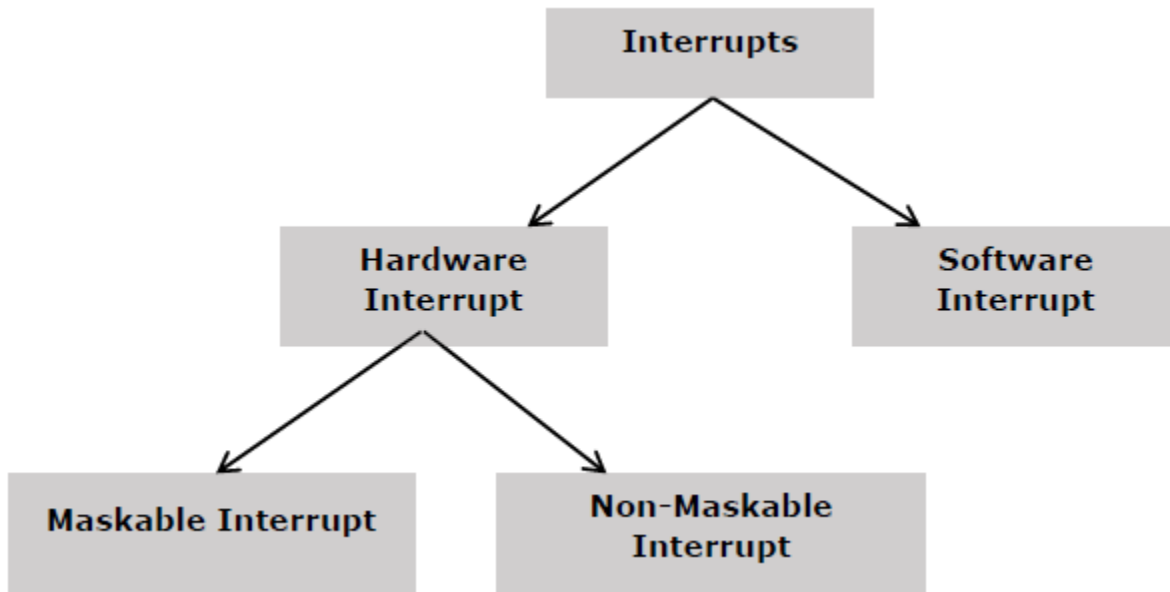 Interrupts
Hardware
Interrupt
Software
Interrupt
Maskable Interrupt
Non-Maskable
Interrupt